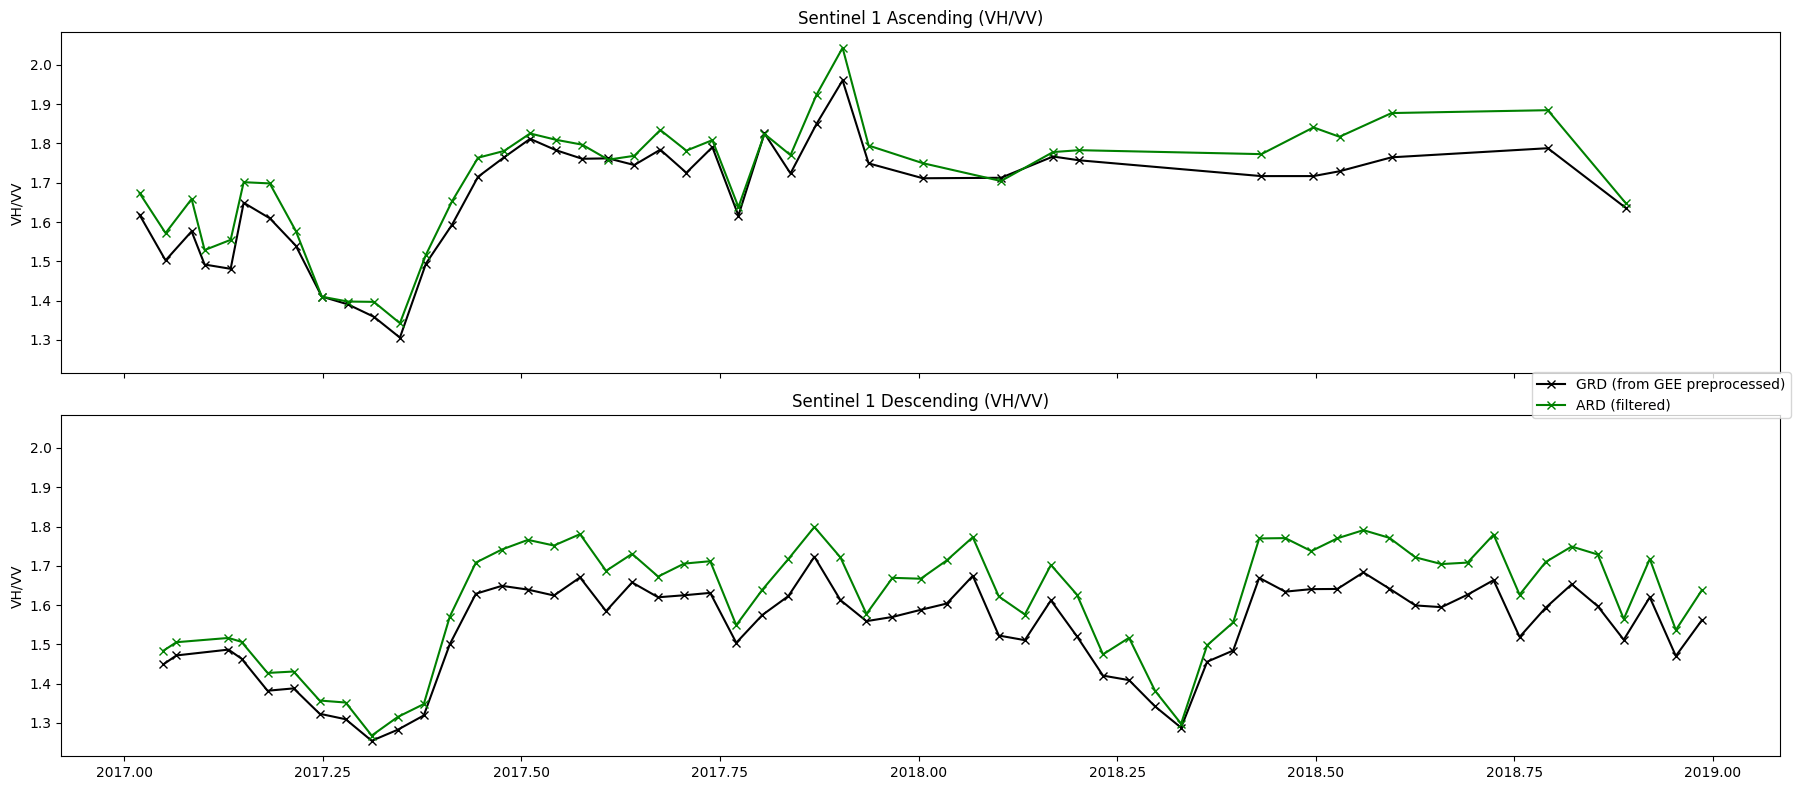 Sentinel 1 Ascending (VH/VV)
2.0
1.9
1.8
1.7
1.6
1.5
1.4
1.3
VH/VV
GRD (from GEE preprocessed)
ARD (filtered)
Sentinel 1 Descending (VH/VV)
2.0
1.9
1.8
1.7
1.6
1.5
1.4
1.3
VH/VV
2017.00 2017.25 2017.50 2017.75 2018.00 2018.25 2018.50 2018.75 2019.00